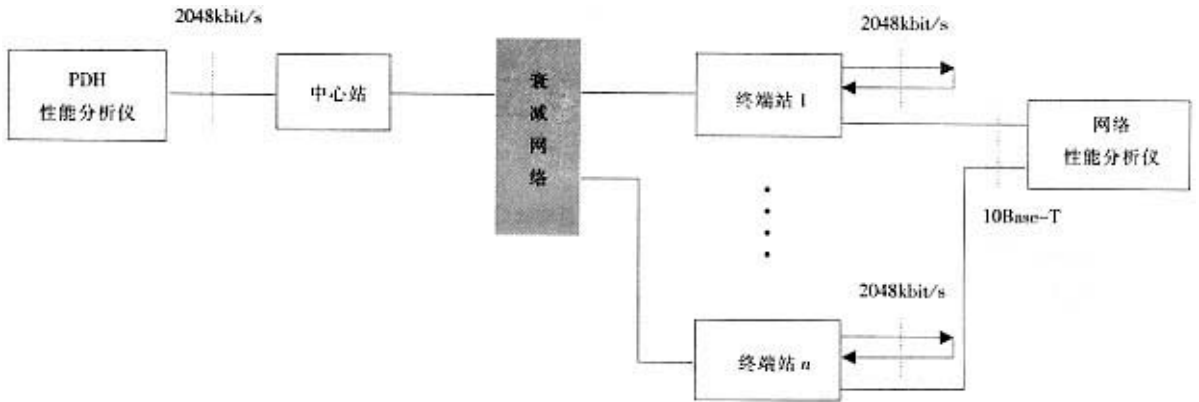 2048kbit/s
PDH
性能分析仪
中心站
衰减网络
2048kbit/s
终端站 1
网络
性能分析仪
10Base-T
2048kbit/s
终端站 n